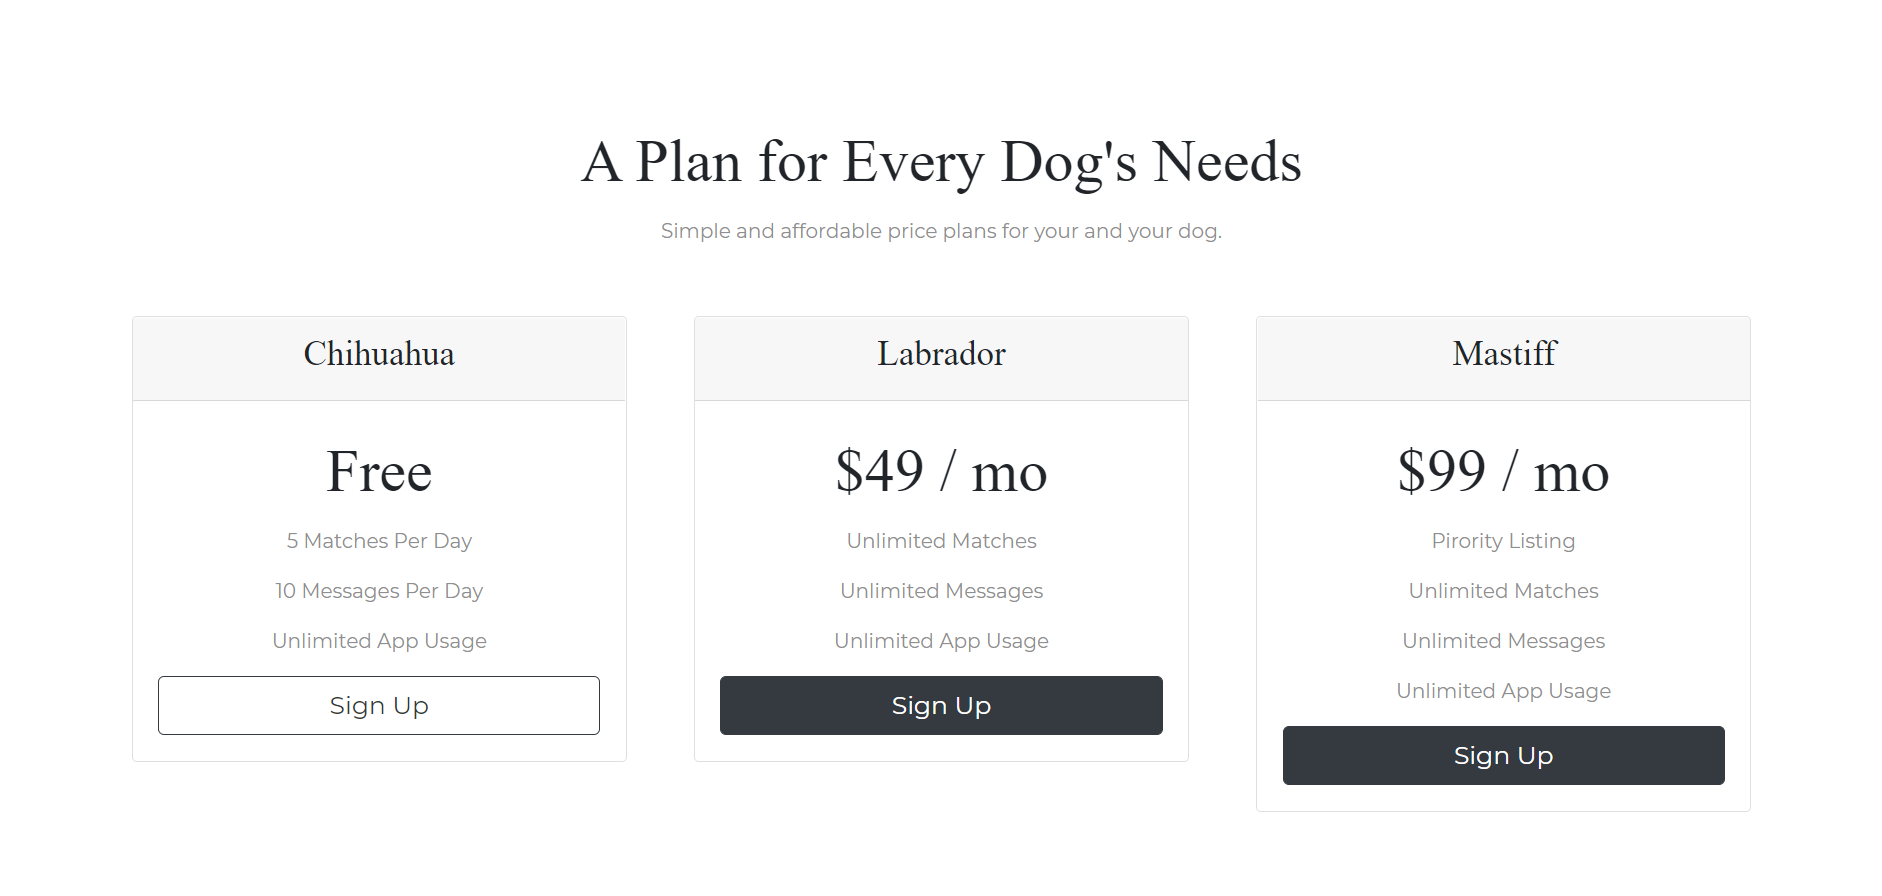 A Plan for Every Dog's Needs
Simple and affordable price plans for your and your dog.
Chihuahua
Free
5 Matches Per Day
10 Messages Per Day
Unlimited App Usage
Sign Up
Labrador
$49 / mo
Unlimited Matches
Unlimited Messages
Unlimited App Usage
Sign Up
Mastiff
$99 / mo
Pirority Listing
Unlimited Matches
Unlimited Messages
Unlimited App Usage
Sign Up